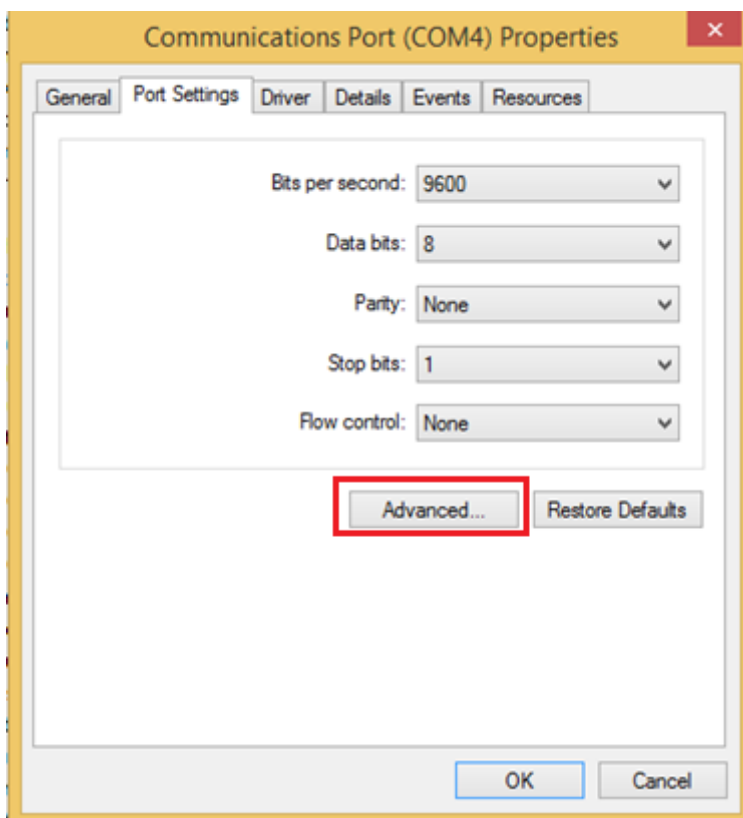 Communications Port (COM4) Properties
General Port Settings Driver Details Events Resources
Bits per second: 9600
Data bits: 8
Parity: None
Stop bits: 1
Flow control: None
Advanced... Restore Defaults
OK Cancel